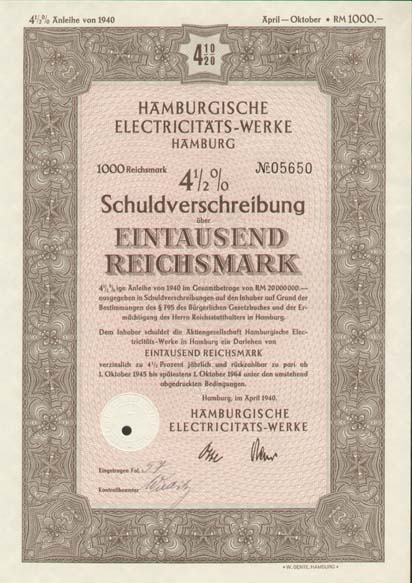 4½% Anleihe von 1940
April — Oktober • RM 1000.—
4 10/20
HAMBURGISCHE
ELECTRICITÄTS-WERKE
HAMBURG
1000 Reichsmark
№ 05650
4½%
Schuldverschreibung
über
EINTAUSEND
REICHSMARK
4½%ige Anleihe von 1940 im Gesamtbetrage von RM 20000000.—
ausgegeben in Schuldverschreibungen auf den Inhaber auf Grund der
Bestimmungen des § 795 des Bürgerlichen Gesetzbuches und der Er-
mächtigung des Herrn Reichsstatthalters in Hamburg.
Dem Inhaber schuldet die Aktiengesellschaft Hamburgische Elec-
tricitäts-Werke in Hamburg ein Darlehen von
EINTAUSEND REICHSMARK
verzinslich zu 4½ Prozent jährlich und rückzahlbar zu pari ab
1. Oktober 1945 bis spätestens 1. Oktober 1964 unter den umstehend
abgedruckten Bedingungen.
Hamburg, im April 1940.
HAMBURGISCHE
ELECTRICITÄTS-WERKE
Eingetragen Fol.
Kontrollbeamter
• W. GENTE, HAMBURG •